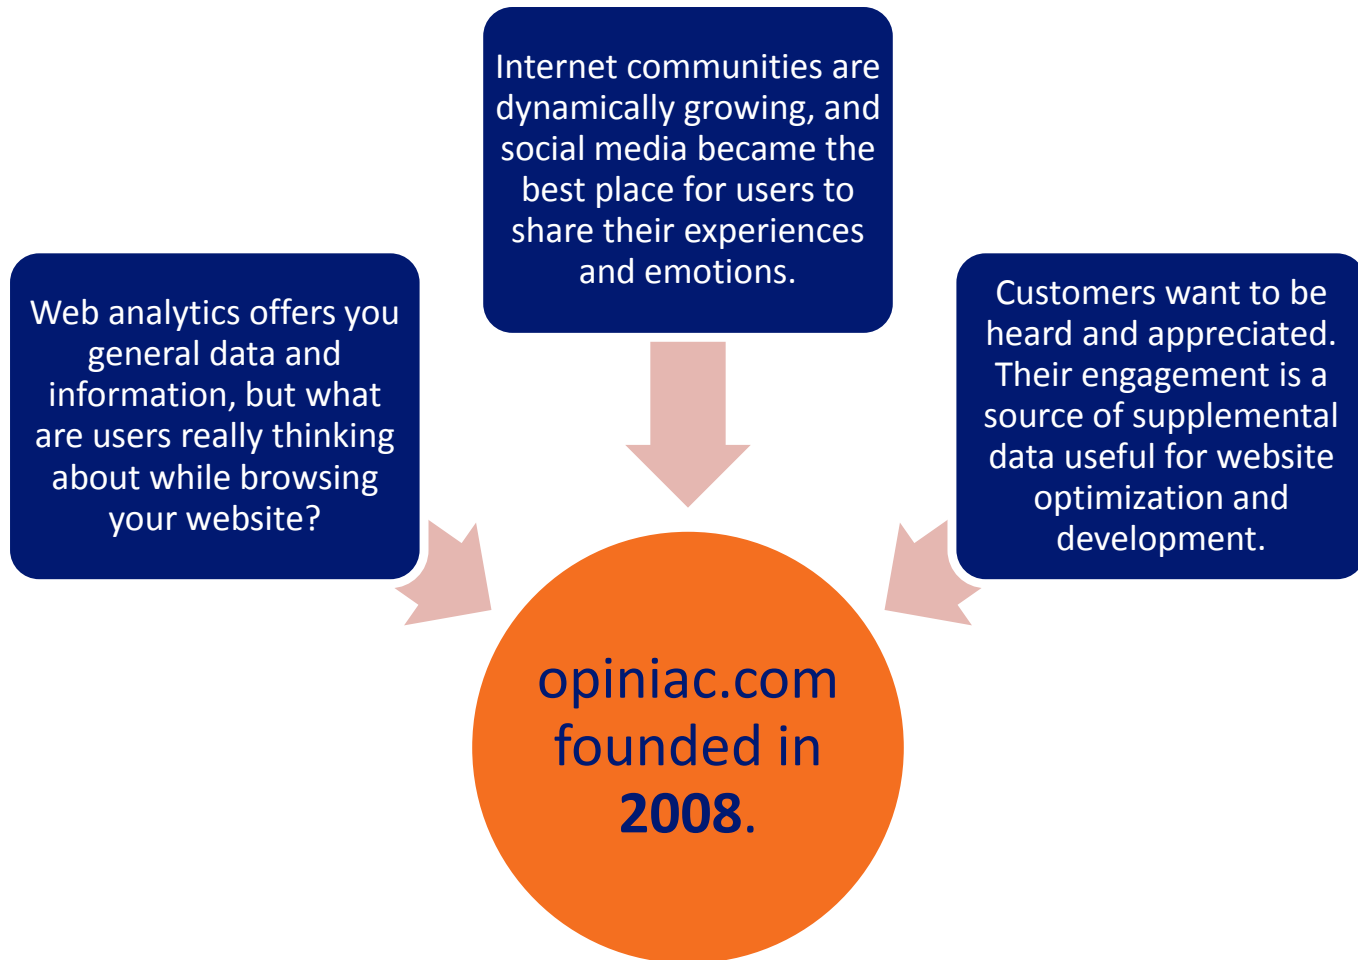 Internet communities are
dynamically growing, and
social media became the
best place for users to
share their experiences
and emotions.
Web analytics offers you
general data and
information, but what
are users really thinking
about while browsing
your website?
Customers want to be
heard and appreciated.
Their engagement is a
source of supplemental
data useful for website
optimization and
development.
opiniac.com
founded in
2008.